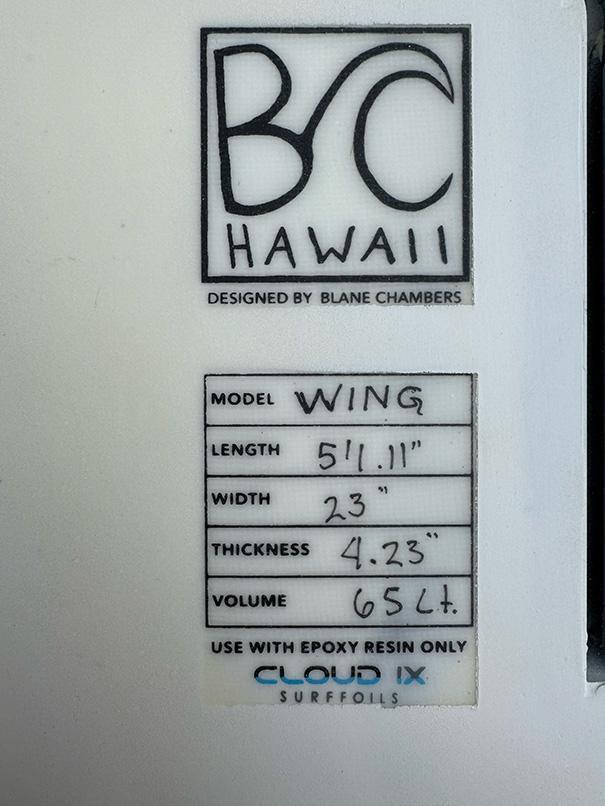 BC
HAWAII
DESIGNED BY BLANE CHAMBERS
MODEL WING
LENGTH 5'1.11"
WIDTH 23"
THICKNESS 4.23"
VOLUME 65 Lt.
USE WITH EPOXY RESIN ONLY
CLOUD IX
SURFFOILS